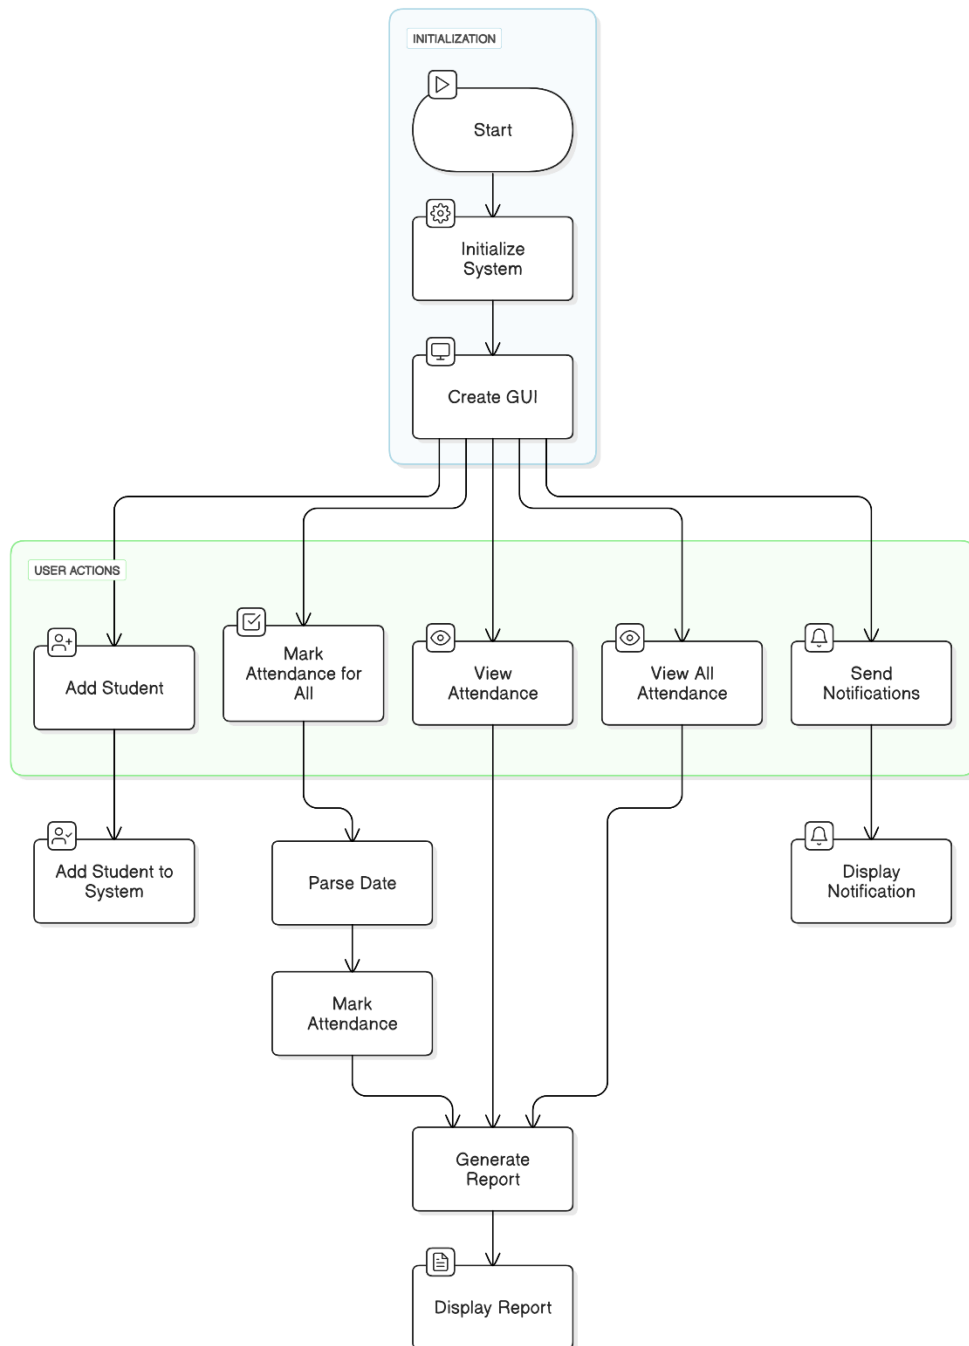 INITIALIZATION
Start
Initialize
System
Create GUI
USER ACTIONS
Add Student
Mark
Attendance for
All
View
Attendance
View All
Attendance
Send
Notifications
Add Student to
System
Parse Date
Display
Notification
Mark
Attendance
Generate
Report
Display Report